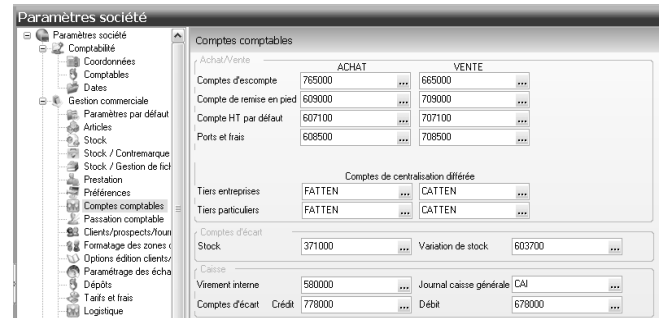 Paramètres société
Paramètres société
Comptabilité
Coordonnées
Comptables
Dates
Gestion commerciale
Paramètres par défaut
Articles
Stock
Stock / Contremarque
Stock / Gestion de fich
Prestation
Préférences
Comptes comptables
Passation comptable
Clients/prospects/fourn
Formatage des zones
Options édition clients/
Paramétrage des écha
Dépôts
Tarifs et frais
Logistique
Comptes comptables
Achat/Vente
ACHAT VENTE
Comptes d'escompte 765000 ... 665000 ...
Compte de remise en pied 609000 ... 709000 ...
Compte HT par défaut 607100 ... 707100 ...
Ports et frais 608500 ... 708500 ...
Comptes de centralisation différée
Tiers entreprises FATTEN ... CATTEN ...
Tiers particuliers FATTEN ... CATTEN ...
Comptes d'écart
Stock 371000 ... Variation de stock 603700 ...
Caisse
Virement interne 580000 ... Journal caisse générale CAI ...
Comptes d'écart Crédit 778000 ... Débit 678000 ...